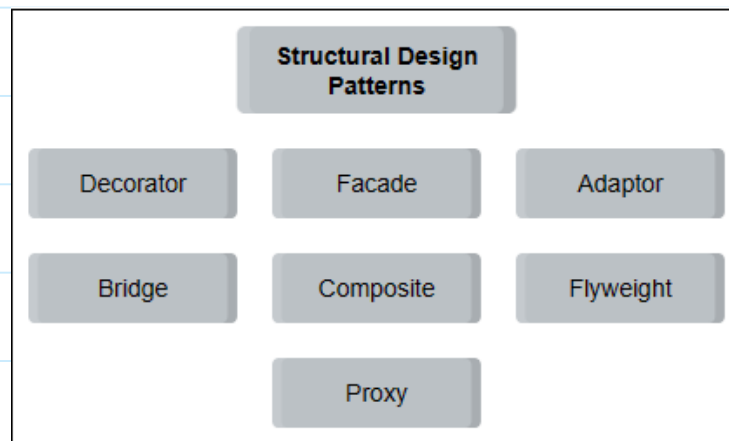 Structural Design
Patterns
Decorator
Facade
Adaptor
Bridge
Composite
Flyweight
Proxy